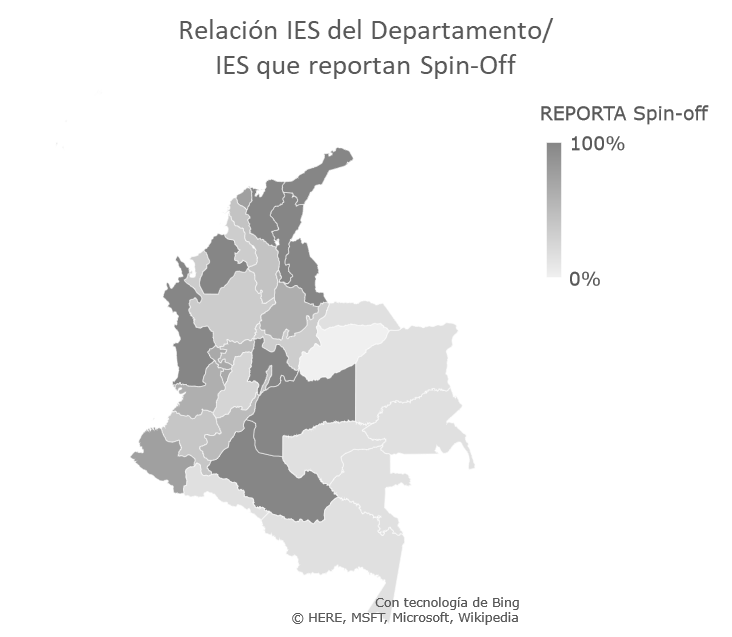 Relación IES del Departamento/
IES que reportan Spin-Off
REPORTA Spin-off
100%
0%
Con tecnología de Bing
© HERE, MSFT, Microsoft, Wikipedia